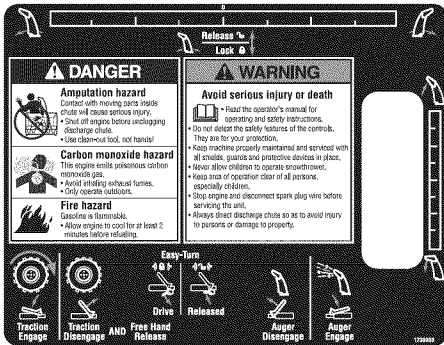 0
Release
Lock
DANGER
Amputation hazard
Contact with moving parts inside
chute will cause serious injury.
• Shut off engine before unclogging
discharge chute.
• Use clean-out tool, not hands!
Carbon monoxide hazard
This engine emits poisonous carbon
monoxide gas.
• Avoid inhaling exhaust fumes.
• Only operate outdoors.
Fire hazard
Gasoline is flammable.
• Allow engine to cool for at least 2
minutes before refueling.
WARNING
Avoid serious injury or death
• Read the operator's manual for
operating and safety instructions.
• Do not defeat the safety features of the controls.
They are for your protection.
• Keep machine properly maintained and serviced with
all shields, guards and protective devices in place.
• Never allow children to operate snowthrower.
• Keep area of operation clear of all persons,
especially children.
• Stop engine and disconnect spark plug wire before
servicing the unit.
• Always direct discharge chute so as to avoid injury
to persons or damage to property.
Easy-Turn
Drive
Released
Traction
Engage
Traction
Disengage
AND
Free Hand
Release
Auger
Disengage
Auger
Engage